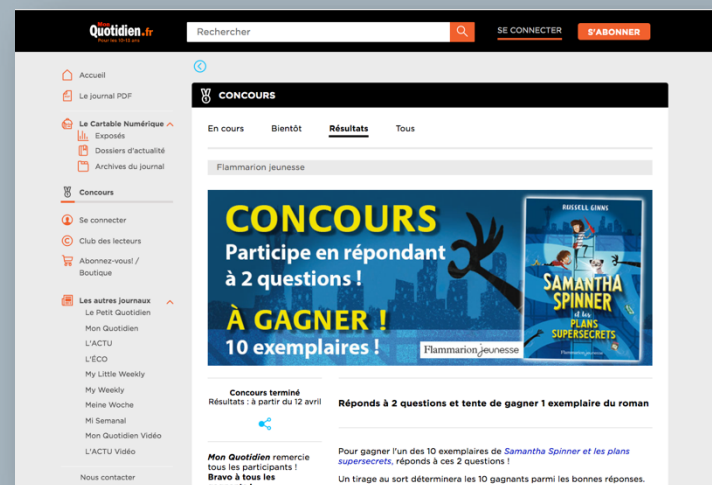 Mon
Quotidien.fr
Pour les 10-13 ans
Rechercher
SE CONNECTER
S'ABONNER
Accueil
Le journal PDF
Le Cartable Numérique
Exposés
Dossiers d'actualité
Archives du journal
Concours
Se connecter
Club des lecteurs
Abonnez-vous! /
Boutique
Les autres journaux
Le Petit Quotidien
Mon Quotidien
L'ACTU
L'ÉCO
My Little Weekly
My Weekly
Meine Woche
Mi Semanal
Mon Quotidien Vidéo
L'ACTU Vidéo
Nous contacter
CONCOURS
En cours Bientôt Résultats Tous
Flammarion jeunesse
CONCOURS
Participe en répondant
à 2 questions !
À GAGNER !
10 exemplaires !
Flammarion jeunesse
RUSSELL GINNS
SAMANTHA
SPINNER
et les
PLANS
SUPERSECRETS
Flammarion jeunesse
Concours terminé
Résultats : à partir du 12 avril
Mon Quotidien remercie
tous les participants !
Bravo à tous les
Réponds à 2 questions et tente de gagner 1 exemplaire du roman
Pour gagner l'un des 10 exemplaires de Samantha Spinner et les plans
supersecrets, réponds à ces 2 questions !
Un tirage au sort déterminera les 10 gagnants parmi les bonnes réponses.